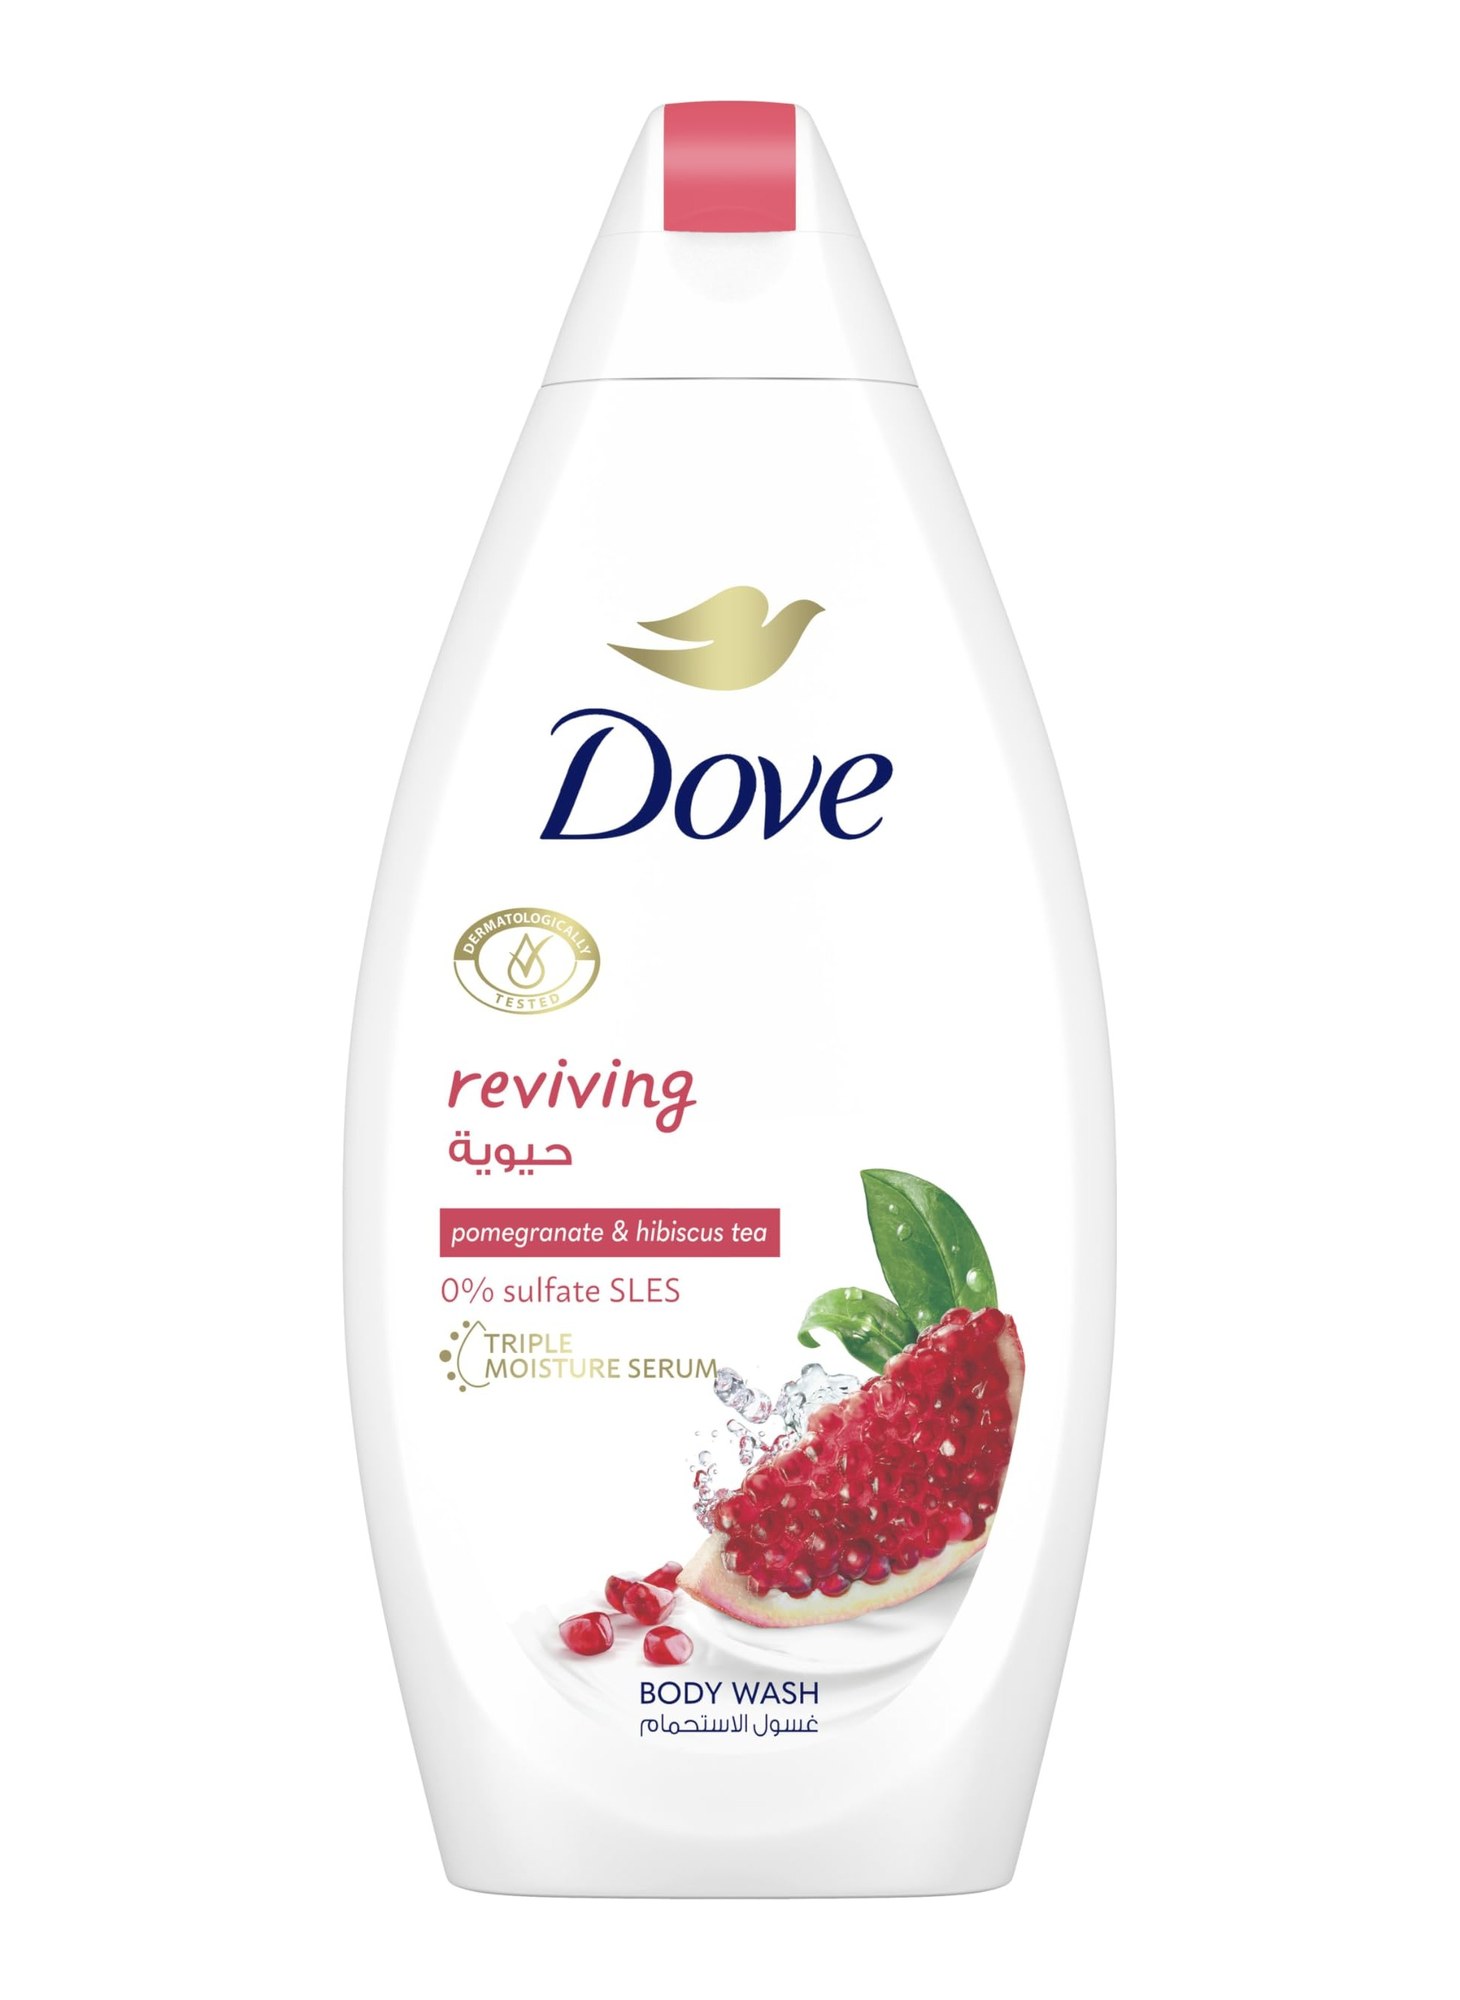 Dove
DERMATOLOGICALLY
TESTED
reviving
حيوية
pomegranate & hibiscus tea
0% sulfate SLES
TRIPLE
MOISTURE SERUM
BODY WASH
غسول الاستحمام